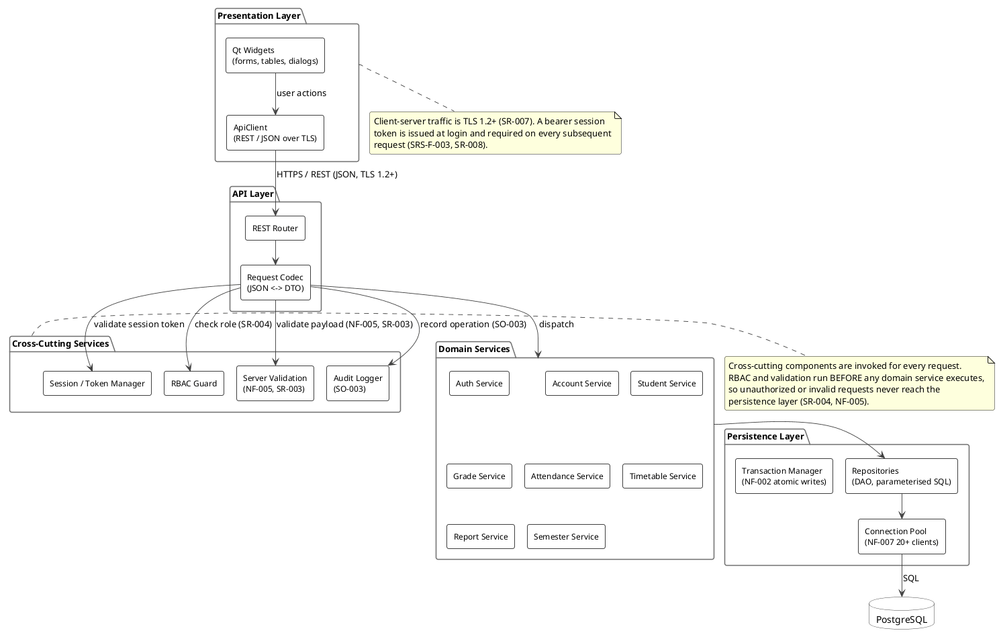 Presentation Layer
Qt Widgets
(forms, tables, dialogs)
user actions
ApiClient
(REST / JSON over TLS)
Client-server traffic is TLS 1.2+ (SR-007). A bearer session
token is issued at login and required on every subsequent
request (SRS-F-003, SR-008).
HTTPS / REST (JSON, TLS 1.2+)
API Layer
REST Router
Request Codec
(JSON <-> DTO)
validate session token
check role (SR-004)
validate payload (NF-005, SR-003)
record operation (SO-003)
dispatch
Cross-Cutting Services
Session / Token Manager
RBAC Guard
Server Validation
(NF-005, SR-003)
Audit Logger
(SO-003)
Domain Services
Auth Service
Account Service
Student Service
Grade Service
Attendance Service
Timetable Service
Report Service
Semester Service
Cross-cutting components are invoked for every request.
RBAC and validation run BEFORE any domain service executes,
so unauthorized or invalid requests never reach the
persistence layer (SR-004, NF-005).
Persistence Layer
Transaction Manager
(NF-002 atomic writes)
Repositories
(DAO, parameterised SQL)
Connection Pool
(NF-007 20+ clients)
SQL
PostgreSQL